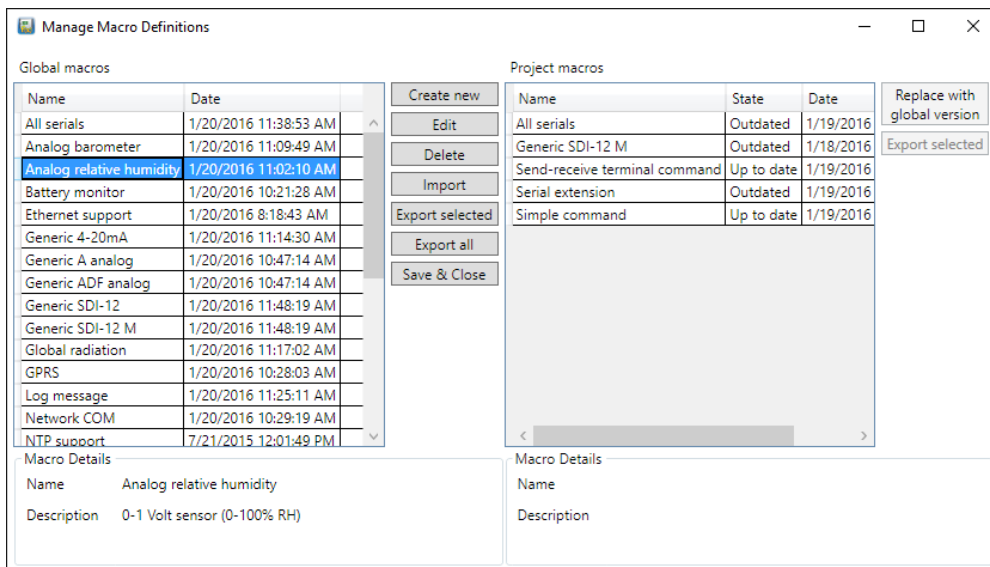 Manage Macro Definitions
Global macros
Name Date
All serials 1/20/2016 11:38:53 AM
Analog barometer 1/20/2016 11:09:49 AM
Analog relative humidity 1/20/2016 11:02:10 AM
Battery monitor 1/20/2016 10:21:28 AM
Ethernet support 1/20/2016 8:18:43 AM
Generic 4-20mA 1/20/2016 11:14:30 AM
Generic A analog 1/20/2016 10:47:14 AM
Generic ADF analog 1/20/2016 10:47:14 AM
Generic SDI-12 1/20/2016 11:48:19 AM
Generic SDI-12 M 1/20/2016 11:48:19 AM
Global radiation 1/20/2016 11:17:02 AM
GPRS 1/20/2016 10:28:03 AM
Log message 1/20/2016 11:25:11 AM
Network COM 1/20/2016 10:29:19 AM
NTP support 7/21/2015 12:01:49 PM
Create new
Edit
Delete
Import
Export selected
Export all
Save & Close
Project macros
Name State Date
All serials Outdated 1/19/2016
Generic SDI-12 M Outdated 1/18/2016
Send-receive terminal command Up to date 1/19/2016
Serial extension Outdated 1/19/2016
Simple command Up to date 1/19/2016
Replace with
global version
Export selected
Macro Details
Name Analog relative humidity
Description 0-1 Volt sensor (0-100% RH)
Macro Details
Name
Description